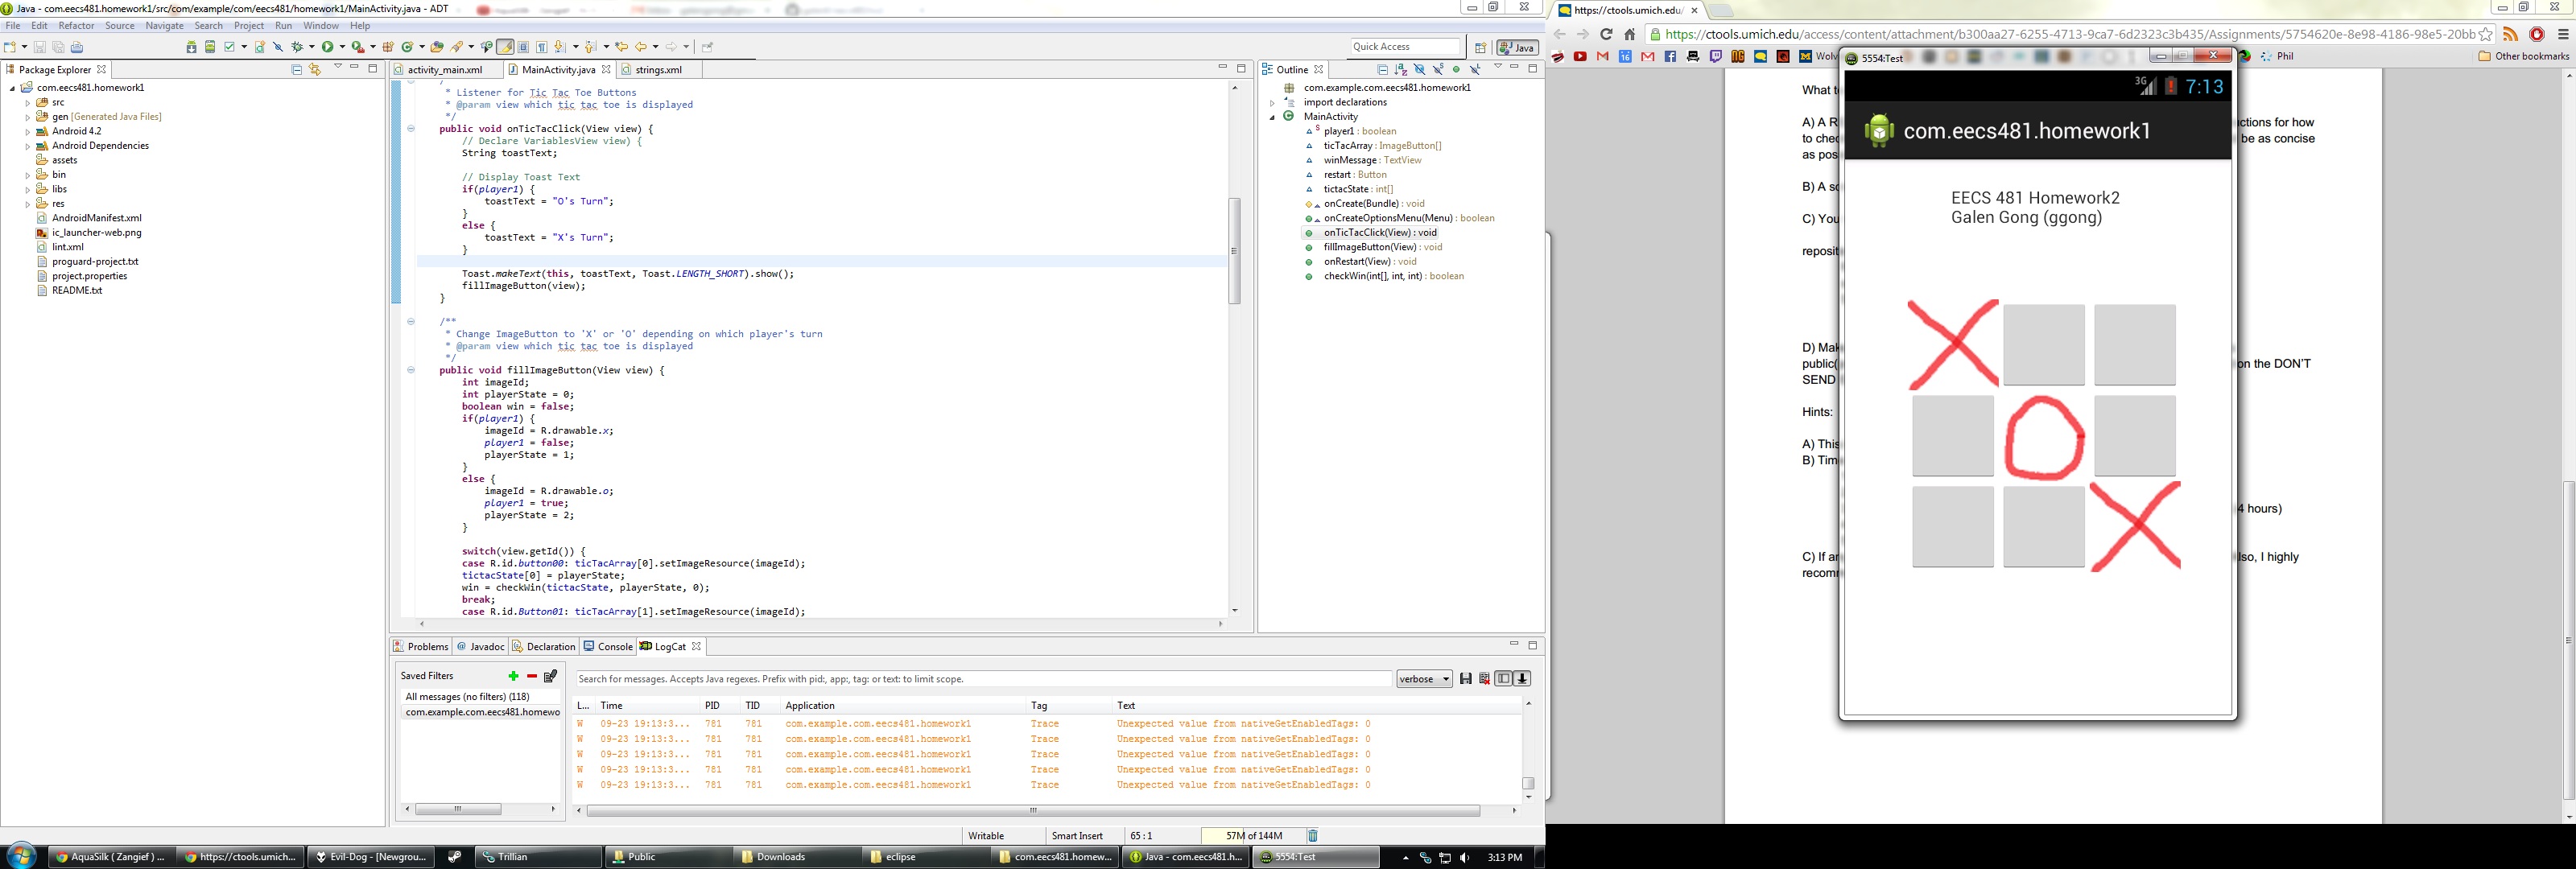 Java - com.eecs481.homework1/src/com/example/com/eecs481/homework1/MainActivity.java - ADT
File Edit Refactor Source Navigate Search Project Run Window Help
Quick Access
Java
Package Explorer
com.eecs481.homework1
src
gen [Generated Java Files]
Android 4.2
Android Dependencies
assets
bin
libs
res
AndroidManifest.xml
ic_launcher-web.png
lint.xml
proguard-project.txt
project.properties
README.txt
activity_main.xml
MainActivity.java
strings.xml
* Listener for Tic Tac Toe Buttons
* @param view which tic tac toe is displayed
*/
public void onTicTacClick(View view) {
// Declare VariablesView view) {
String toastText;
// Display Toast Text
if(player1) {
toastText = "O's Turn";
}
else {
toastText = "X's Turn";
}
Toast.makeText(this, toastText, Toast.LENGTH_SHORT).show();
fillImageButton(view);
}
/**
* Change ImageButton to 'X' or 'O' depending on which player's turn
* @param view which tic tac toe is displayed
*/
public void fillImageButton(View view) {
int imageId;
int playerState = 0;
boolean win = false;
if(player1) {
imageId = R.drawable.x;
player1 = false;
playerState = 1;
}
else {
imageId = R.drawable.o;
player1 = true;
playerState = 2;
}
switch(view.getId()) {
case R.id.button00: ticTacArray[0].setImageResource(imageId);
tictacState[0] = playerState;
win = checkWin(tictacState, playerState, 0);
break;
case R.id.Button01: ticTacArray[1].setImageResource(imageId);
Outline
com.example.com.eecs481.homework1
import declarations
MainActivity
player1 : boolean
ticTacArray : ImageButton[]
winMessage : TextView
restart : Button
tictacState : int[]
onCreate(Bundle) : void
onCreateOptionsMenu(Menu) : boolean
onTicTacClick(View) : void
fillImageButton(View) : void
onRestart(View) : void
checkWin(int[], int, int) : boolean
Problems Javadoc Declaration Console LogCat
Saved Filters
All messages (no filters) (118)
com.example.com.eecs481.homewo
Search for messages. Accepts Java regexes. Prefix with pid:, app:, tag: or text: to limit scope.
verbose
L... Time PID TID Application Tag Text
W 09-23 19:13:3... 781 781 com.example.com.eecs481.homework1 Trace Unexpected value from nativeGetEnabledTags: 0
W 09-23 19:13:3... 781 781 com.example.com.eecs481.homework1 Trace Unexpected value from nativeGetEnabledTags: 0
W 09-23 19:13:3... 781 781 com.example.com.eecs481.homework1 Trace Unexpected value from nativeGetEnabledTags: 0
W 09-23 19:13:3... 781 781 com.example.com.eecs481.homework1 Trace Unexpected value from nativeGetEnabledTags: 0
W 09-23 19:13:3... 781 781 com.example.com.eecs481.homework1 Trace Unexpected value from nativeGetEnabledTags: 0
Writable Smart Insert 65 : 1 57M of 144M
AquaSilk ( Zangief ) ... https://ctools.umich... Evil-Dog - [Newgrou... Trillian Public Downloads eclipse com.eecs481.homew... Java - com.eecs481.h... 5554:Test 3:13 PM
https://ctools.umich.edu/
https://ctools.umich.edu/access/content/attachment/b300aa27-6255-4713-9ca7-6d2323c3b435/Assignments/5754620e-8e98-4186-98e5-20bb
Wolv
Phil
Other bookmarks
5554:Test
3G 7:13
com.eecs481.homework1
EECS 481 Homework2
Galen Gong (ggong)
What t
A) A R
ctions for how
to chec
be as concise
as pos
B) A sc
C) You
reposit
D) Mak
public(
on the DON'T
SEND
Hints:
A) This
B) Tim
4 hours)
C) If an
lso, I highly
recom